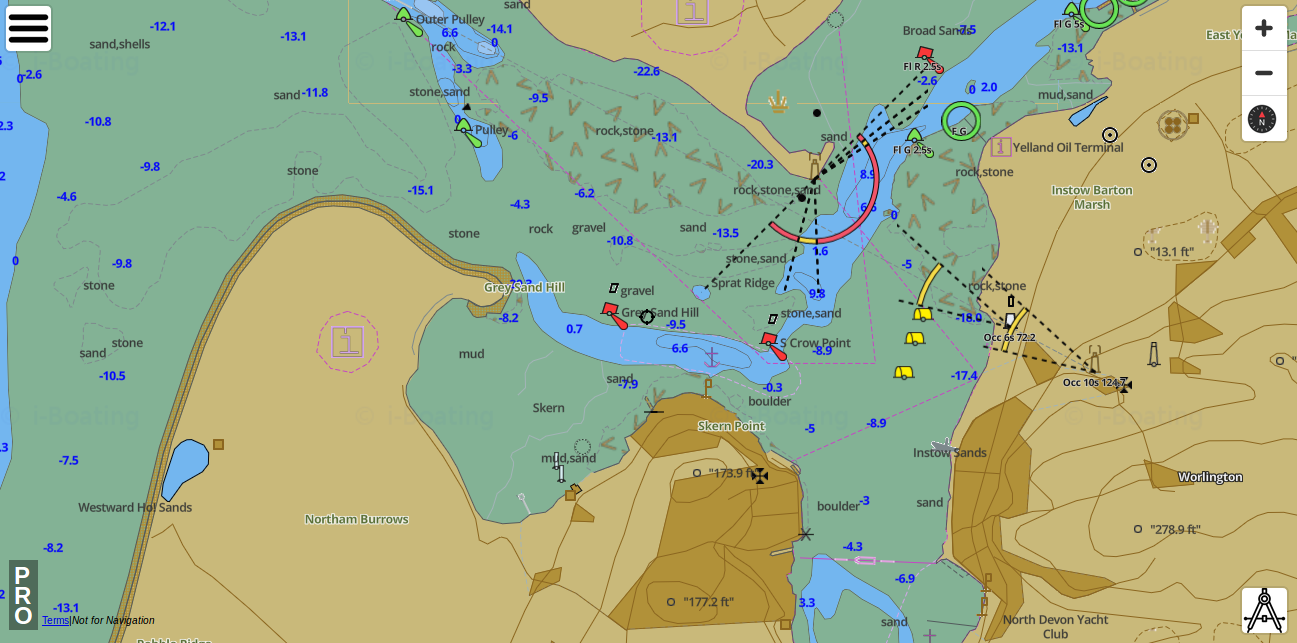 sand
Outer Pulley
-12.1
-14.1
6.6
Broad Sands
-7.5
Fl G 5s
-13.1
rock
0
East Yo
sand,shells
-13.1
i-Boating
-3.3
-22.6
Fl R 2.5s
-2.6
0
-2.6
sand
-11.8
stone,sand
-9.5
0
2.0
mud,sand
2.3
-10.8
0
Pulley
-6
rock,stone
-13.1
sand
F G
Fl G 2.5s
Yelland Oil Terminal
-9.8
stone
-20.3
8.9
rock,stone
-4.6
-15.1
-6.2
rock,stone,sand
Instow Barton
Marsh
-4.3
6.6
0
stone
rock
gravel
-10.8
sand
-13.5
1.6
"13.1 ft"
0
-9.8
stone,sand
-5
stone
Grey Sand Hill
gravel
Sprat Ridge
9.8
rock,stone
-8.2
0.7
Grey Sand Hill
-9.5
stone,sand
-18.0
stone
sand
mud
6.6
S Crow Point
-8.9
Occ 6s 72.2
-10.5
sand
-7.9
-0.3
-17.4
Occ 10s 124.7
Skern
boulder
i-Boating
i-Boating
i-Boating
Skern Point
-5
-8.9
-7.5
mud,sand
"173.9 ft"
Instow Sands
Worlington
Westward Ho! Sands
Northam Burrows
boulder
-3
sand
"278.9 ft"
-8.2
-4.3
-6.9
PRO
-13.1
"177.2 ft"
3.3
Terms|Not for Navigation
sand
North Devon Yacht
Club
Pebble Ridge